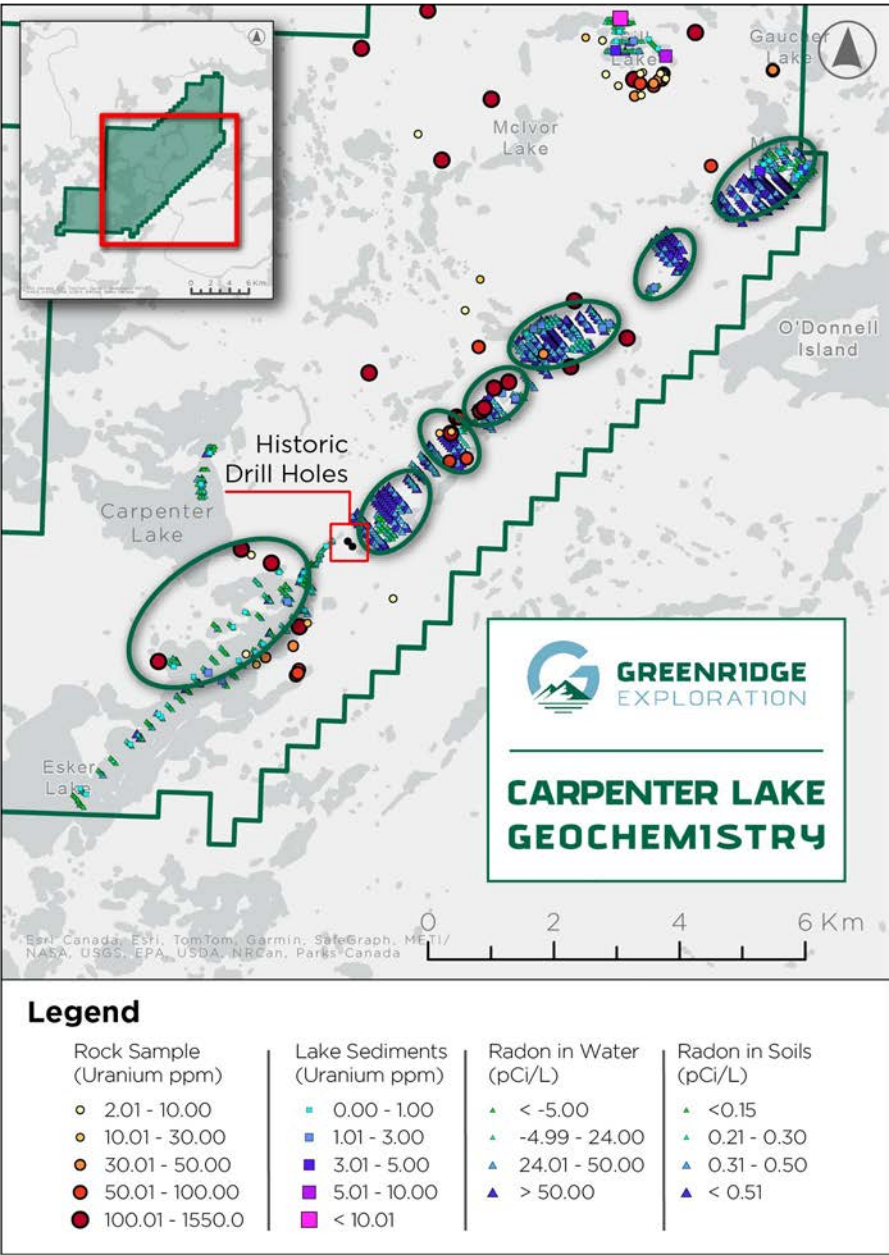 Gaucher
Lake
Lake
McIvor
Lake
O'Donnell
Island
Historic
Drill Holes
Carpenter
Lake
Esker
Lake
GREENRIDGE
EXPLORATION
CARPENTER LAKE
GEOCHEMISTRY
0 2 4 6 Km
0 2 4 6 Km
Esri Canada, Esri, TomTom, Garmin, SafeGraph, METI/
NASA, USGS, EPA, USDA, NRCan, Parks Canada
Legend
Rock Sample
(Uranium ppm)
2.01 - 10.00
10.01 - 30.00
30.01 - 50.00
50.01 - 100.00
100.01 - 1550.0
Lake Sediments
(Uranium ppm)
0.00 - 1.00
1.01 - 3.00
3.01 - 5.00
5.01 - 10.00
< 10.01
Radon in Water
(pCi/L)
< -5.00
-4.99 - 24.00
24.01 - 50.00
> 50.00
Radon in Soils
(pCi/L)
<0.15
0.21 - 0.30
0.31 - 0.50
< 0.51